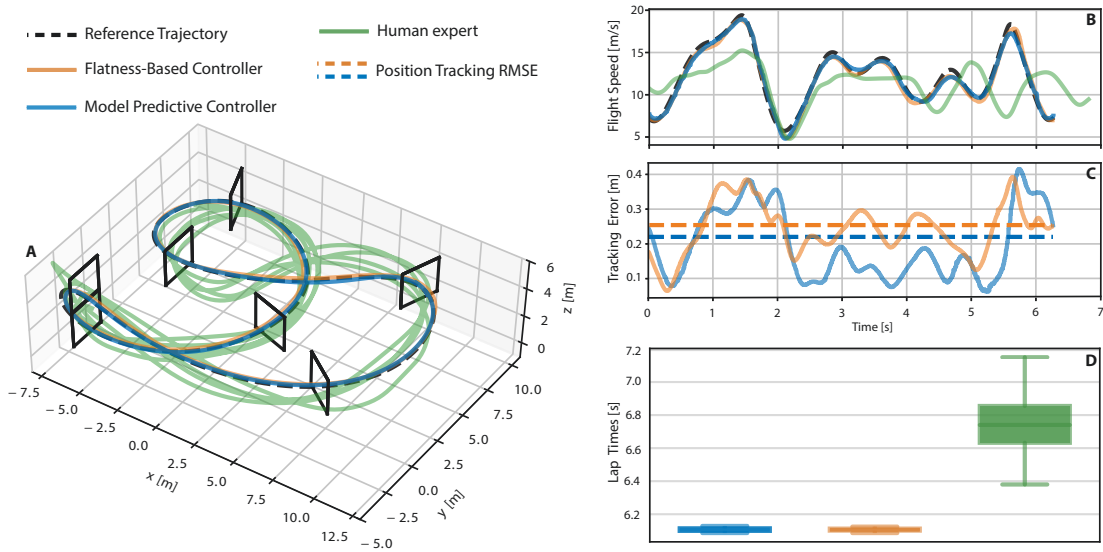 Reference Trajectory
Flatness-Based Controller
Model Predictive Controller
Human expert
Position Tracking RMSE
A
− 7.5
− 5.0
− 2.5
0.0
2.5
5.0
7.5
10.0
12.5
x [m]
− 5.0
− 2.5
0.0
2.5
5.0
7.5
10.0
y [m]
6
4
2
0
z [m]
B
20
15
10
5
Flight Speed [m/s]
C
0.4
0.3
0.2
0.1
Tracking Error [m]
0 1 2 3 4 5 6 7
Time [s]
D
7.2
7.0
6.8
6.6
6.4
6.2
Lap Times [s]